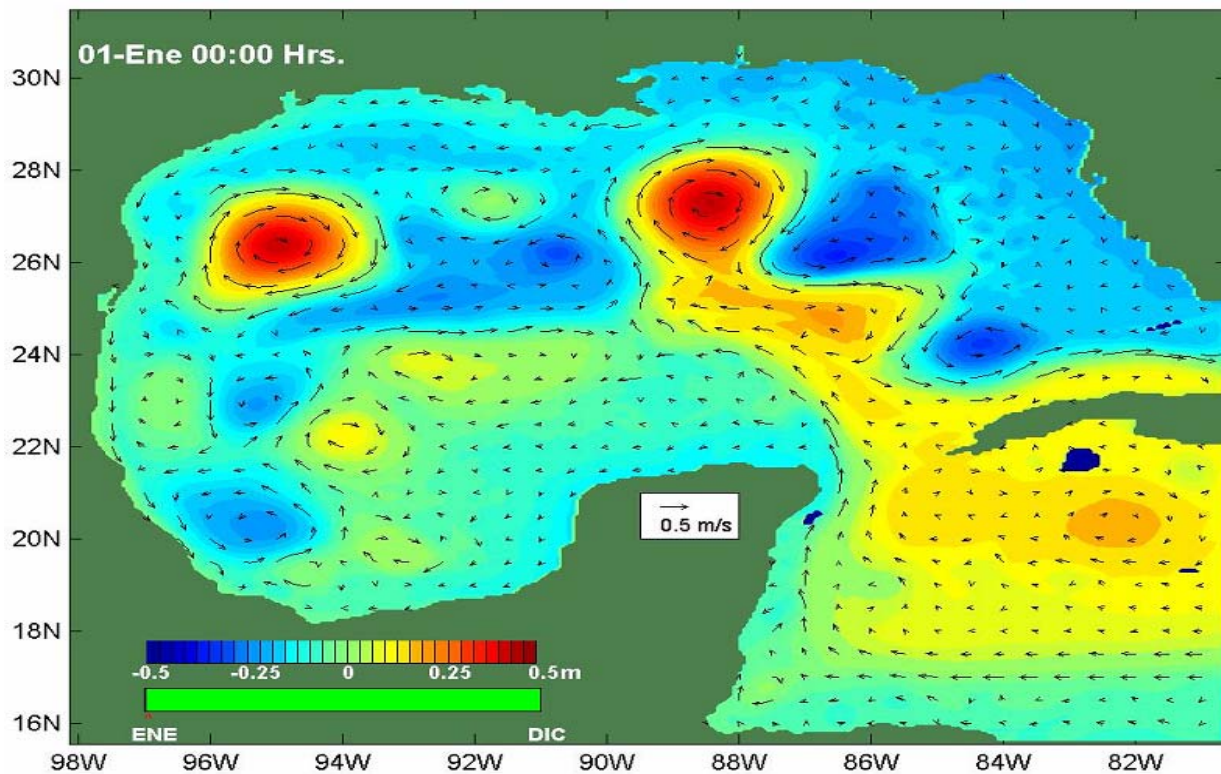 01-Ene 00:00 Hrs.
30N
28N
26N
24N
22N
20N
18N
16N
0.5 m/s
-0.5 -0.25 0 0.25 0.5m
ENE DIC
98W 96W 94W 92W 90W 88W 86W 84W 82W